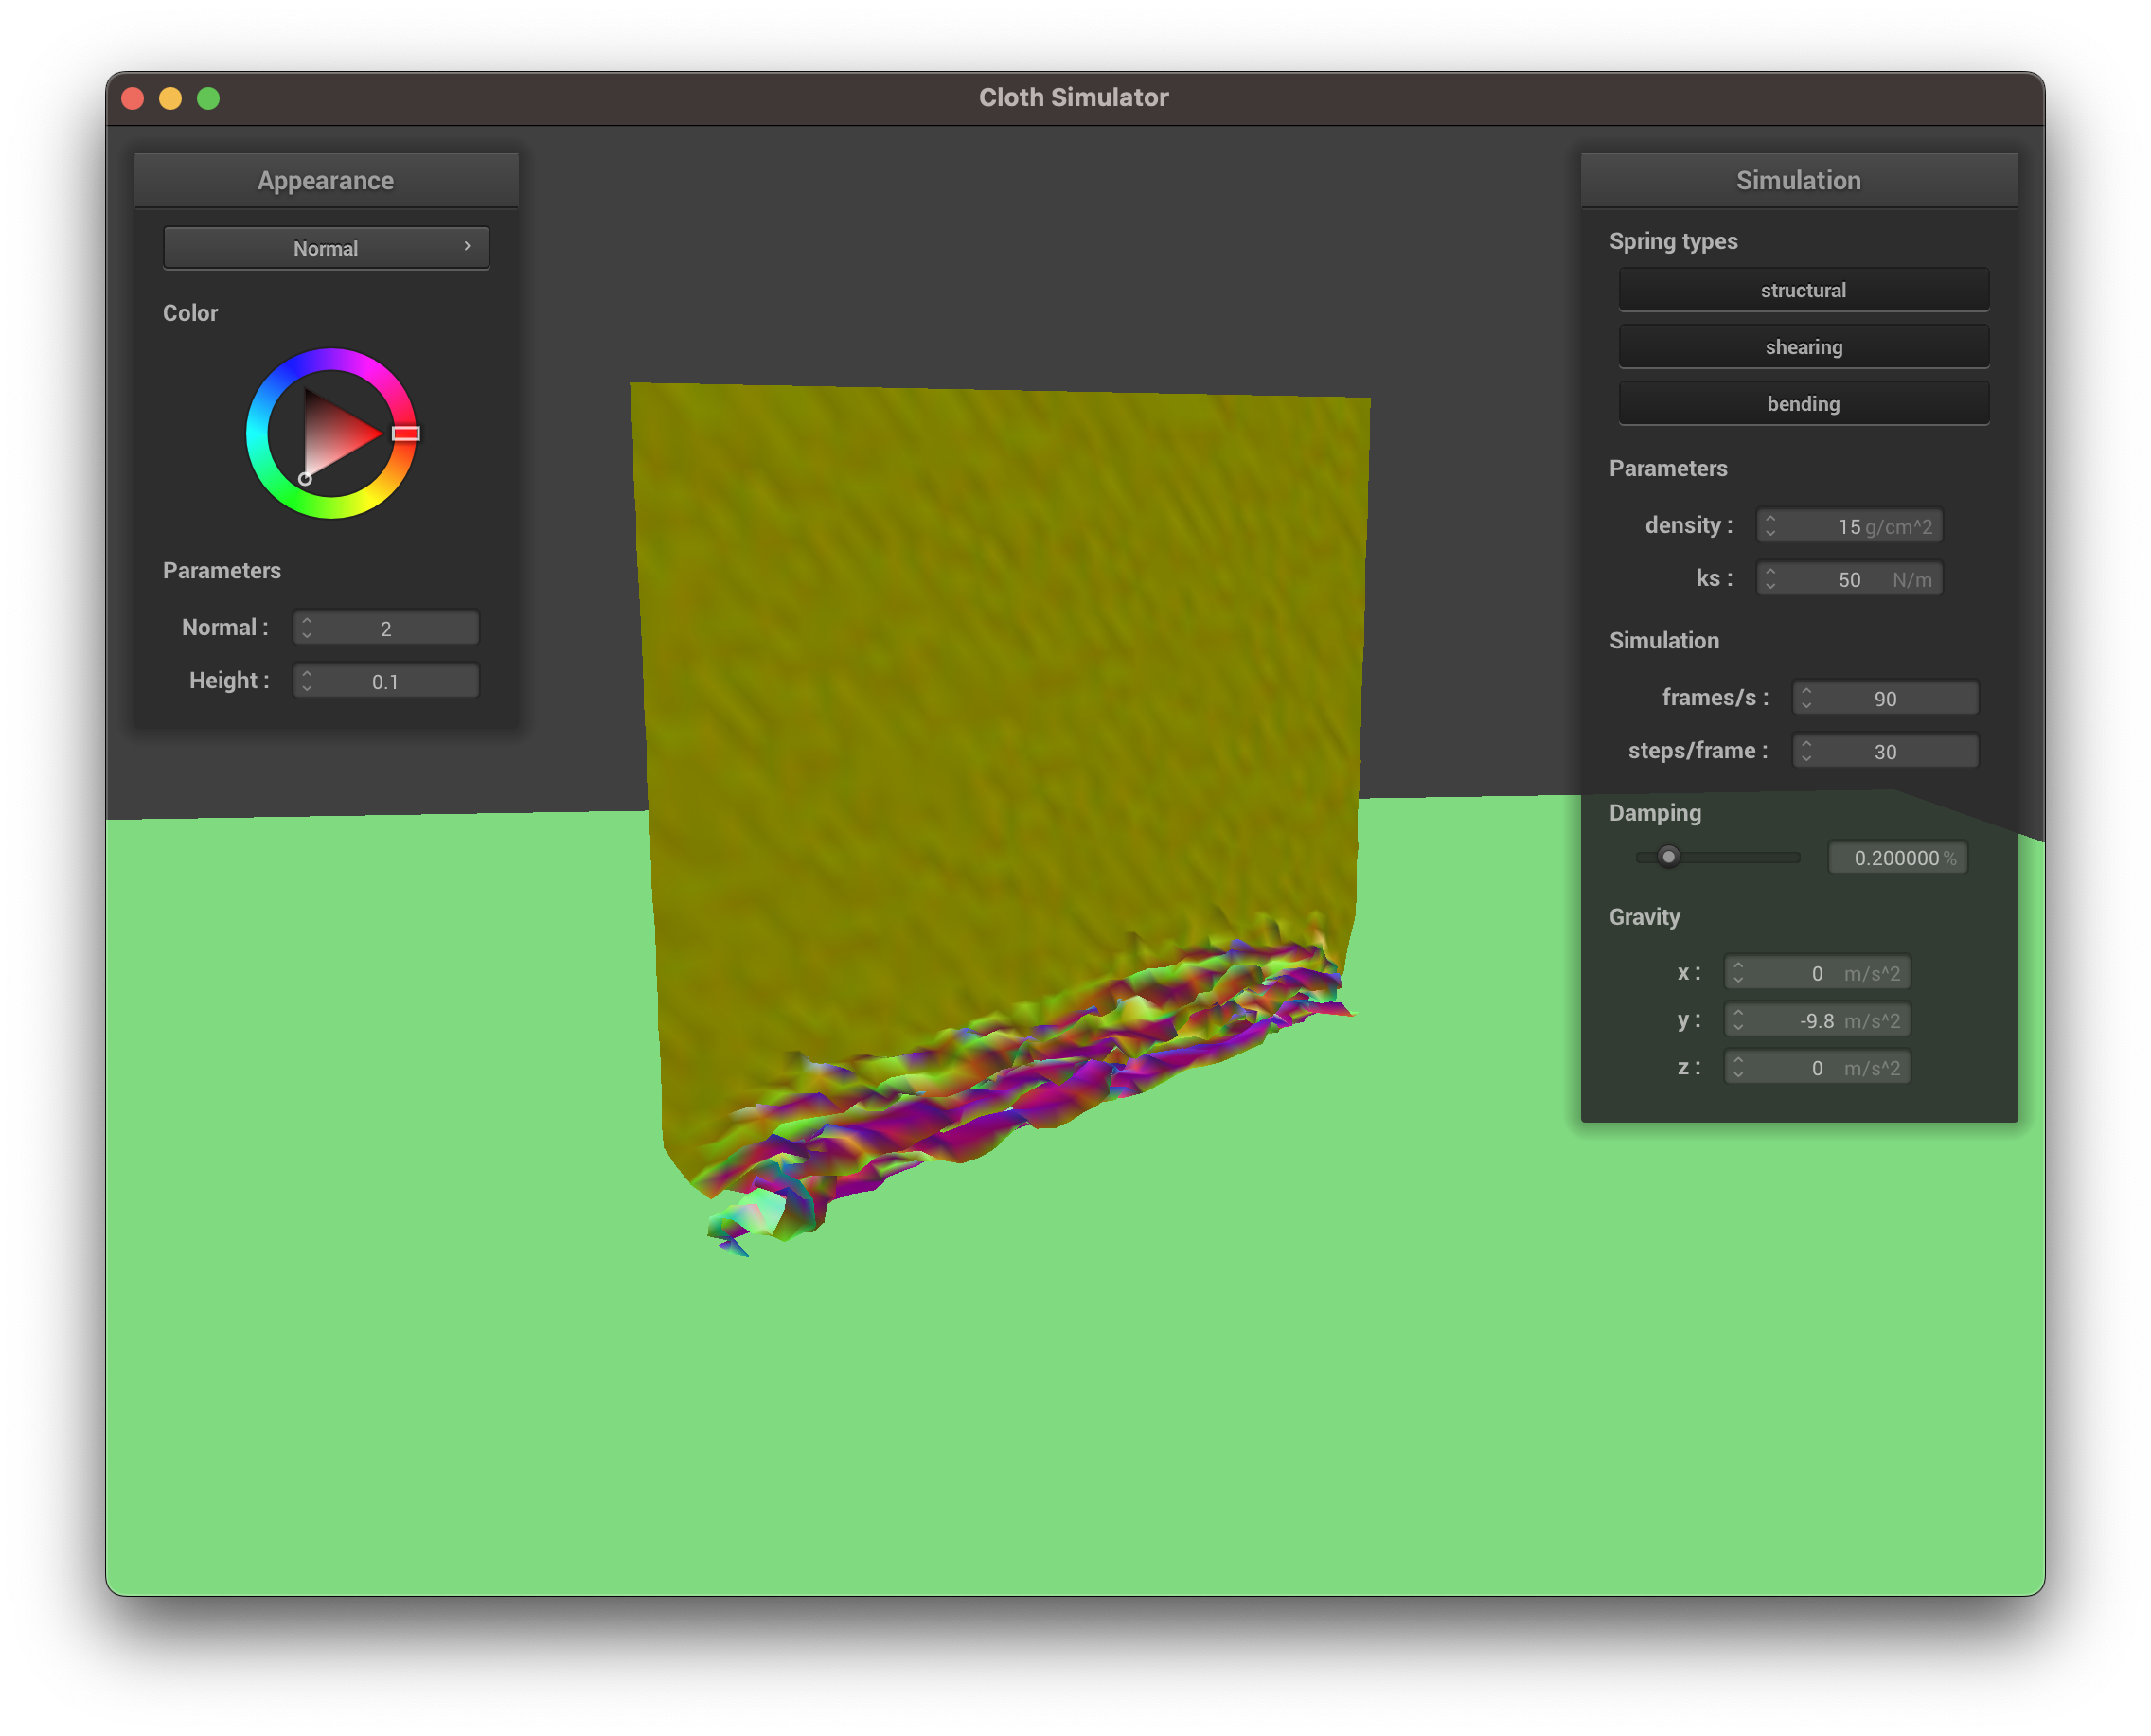 Cloth Simulator
Appearance
Normal
Color
Parameters
Normal : 2
Height : 0.1
Simulation
Spring types
structural
shearing
bending
Parameters
density : 15 g/cm^2
ks : 50 N/m
Simulation
frames/s : 90
steps/frame : 30
Damping
0.200000 %
Gravity
x : 0 m/s^2
y : -9.8 m/s^2
z : 0 m/s^2